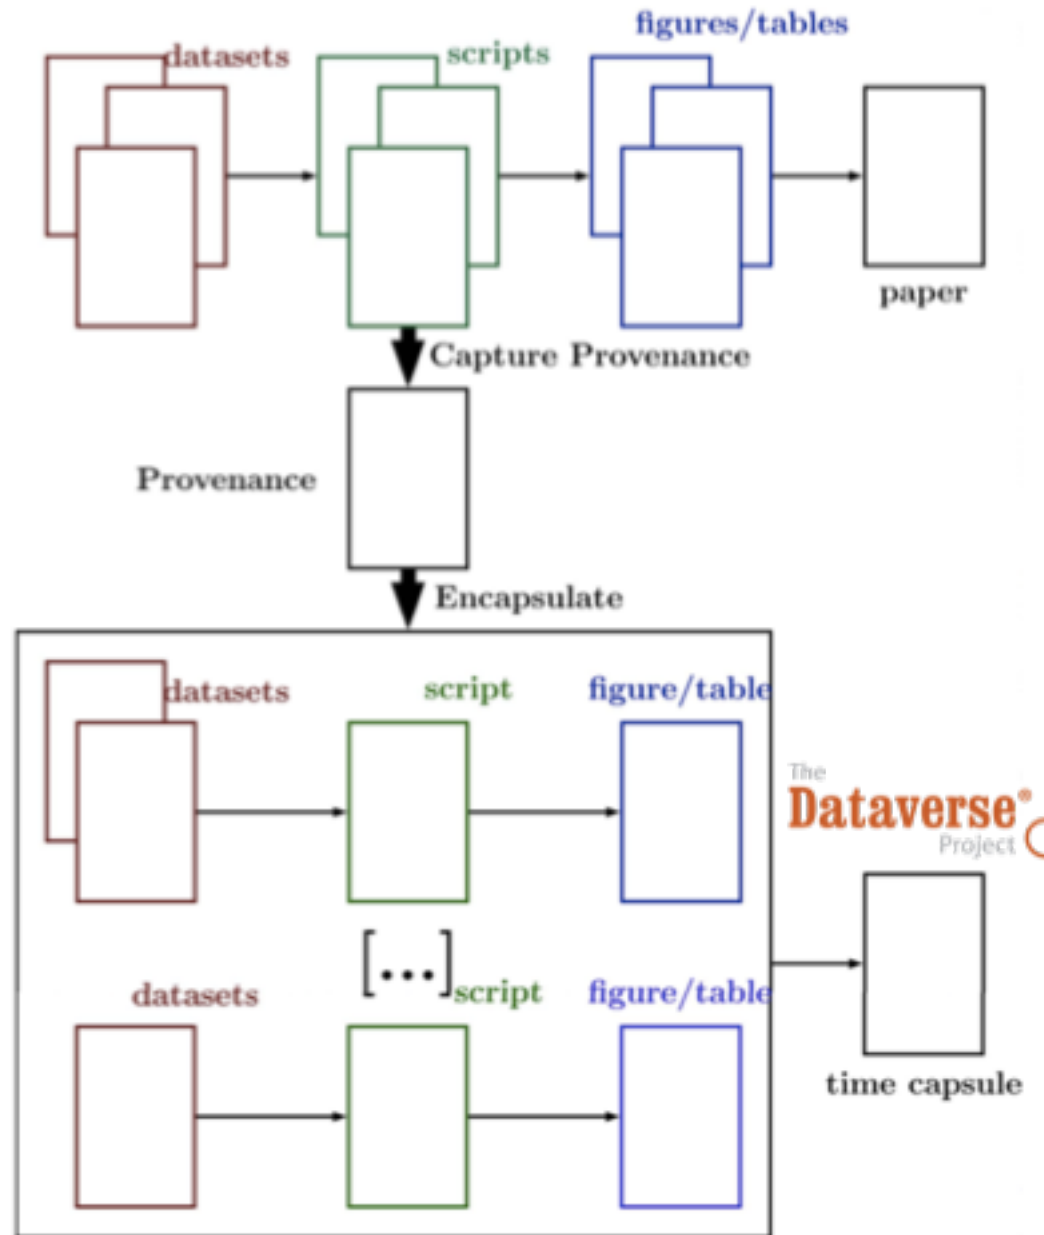 figures/tables
datasets
scripts
paper
Capture Provenance
Provenance
Encapsulate
datasets
script
figure/table
The
Dataverse®
Project
[...]
datasets
script
figure/table
time capsule